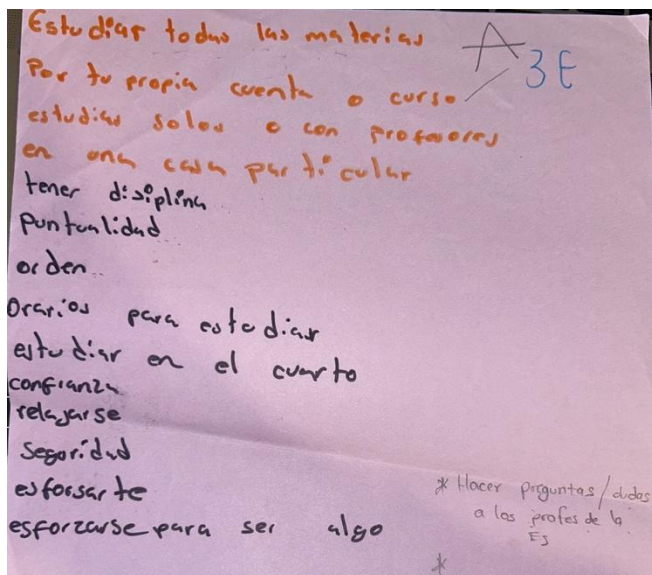 Estudiar todas las materias
A
3E
Por tu propia cuenta o curso
estudias solos o con profesores
en una casa particular
tener disiplina
puntualidad
orden
Orarios para estudiar
estudiar en el cuarto
confianza
relajarse
Seguridad
esforsarte
esforzarse para ser algo
* Hacer preguntas/dudas
a los profes de la
Es
*